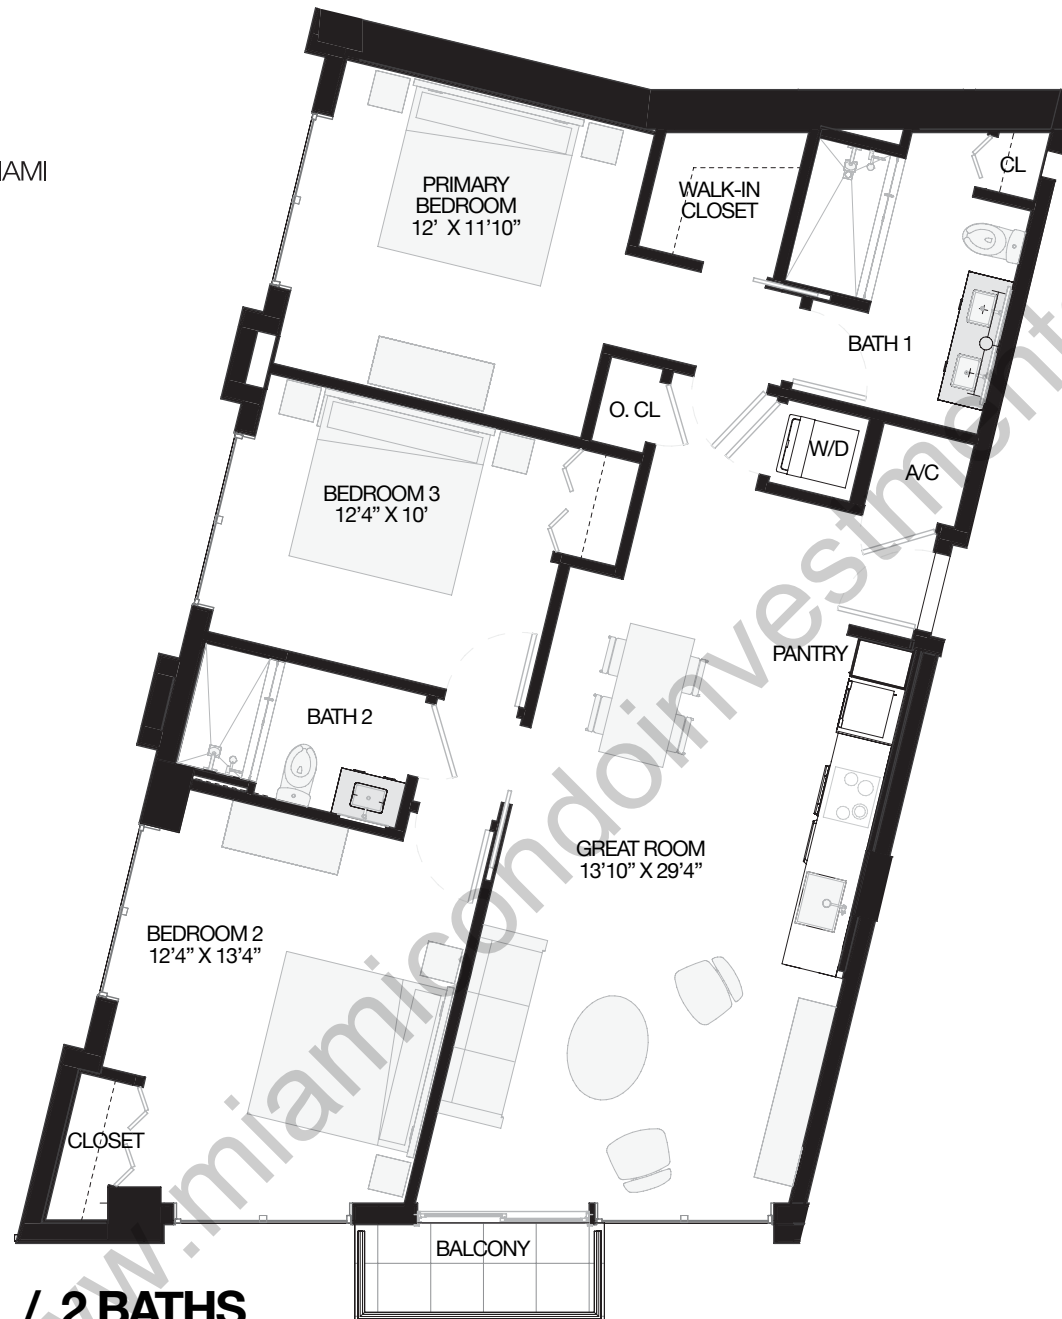 IAMI
PRIMARY
BEDROOM
12' X 11'10”
WALK-IN
CLOSET
CL
BATH 1
O. CL
W/D
A/C
BEDROOM 3
12'4” X 10'
PANTRY
BATH 2
GREAT ROOM
13'10” X 29'4”
BEDROOM 2
12'4” X 13'4”
CLOSET
BALCONY
/ 2 BATHS
www.miamicondoinvestments